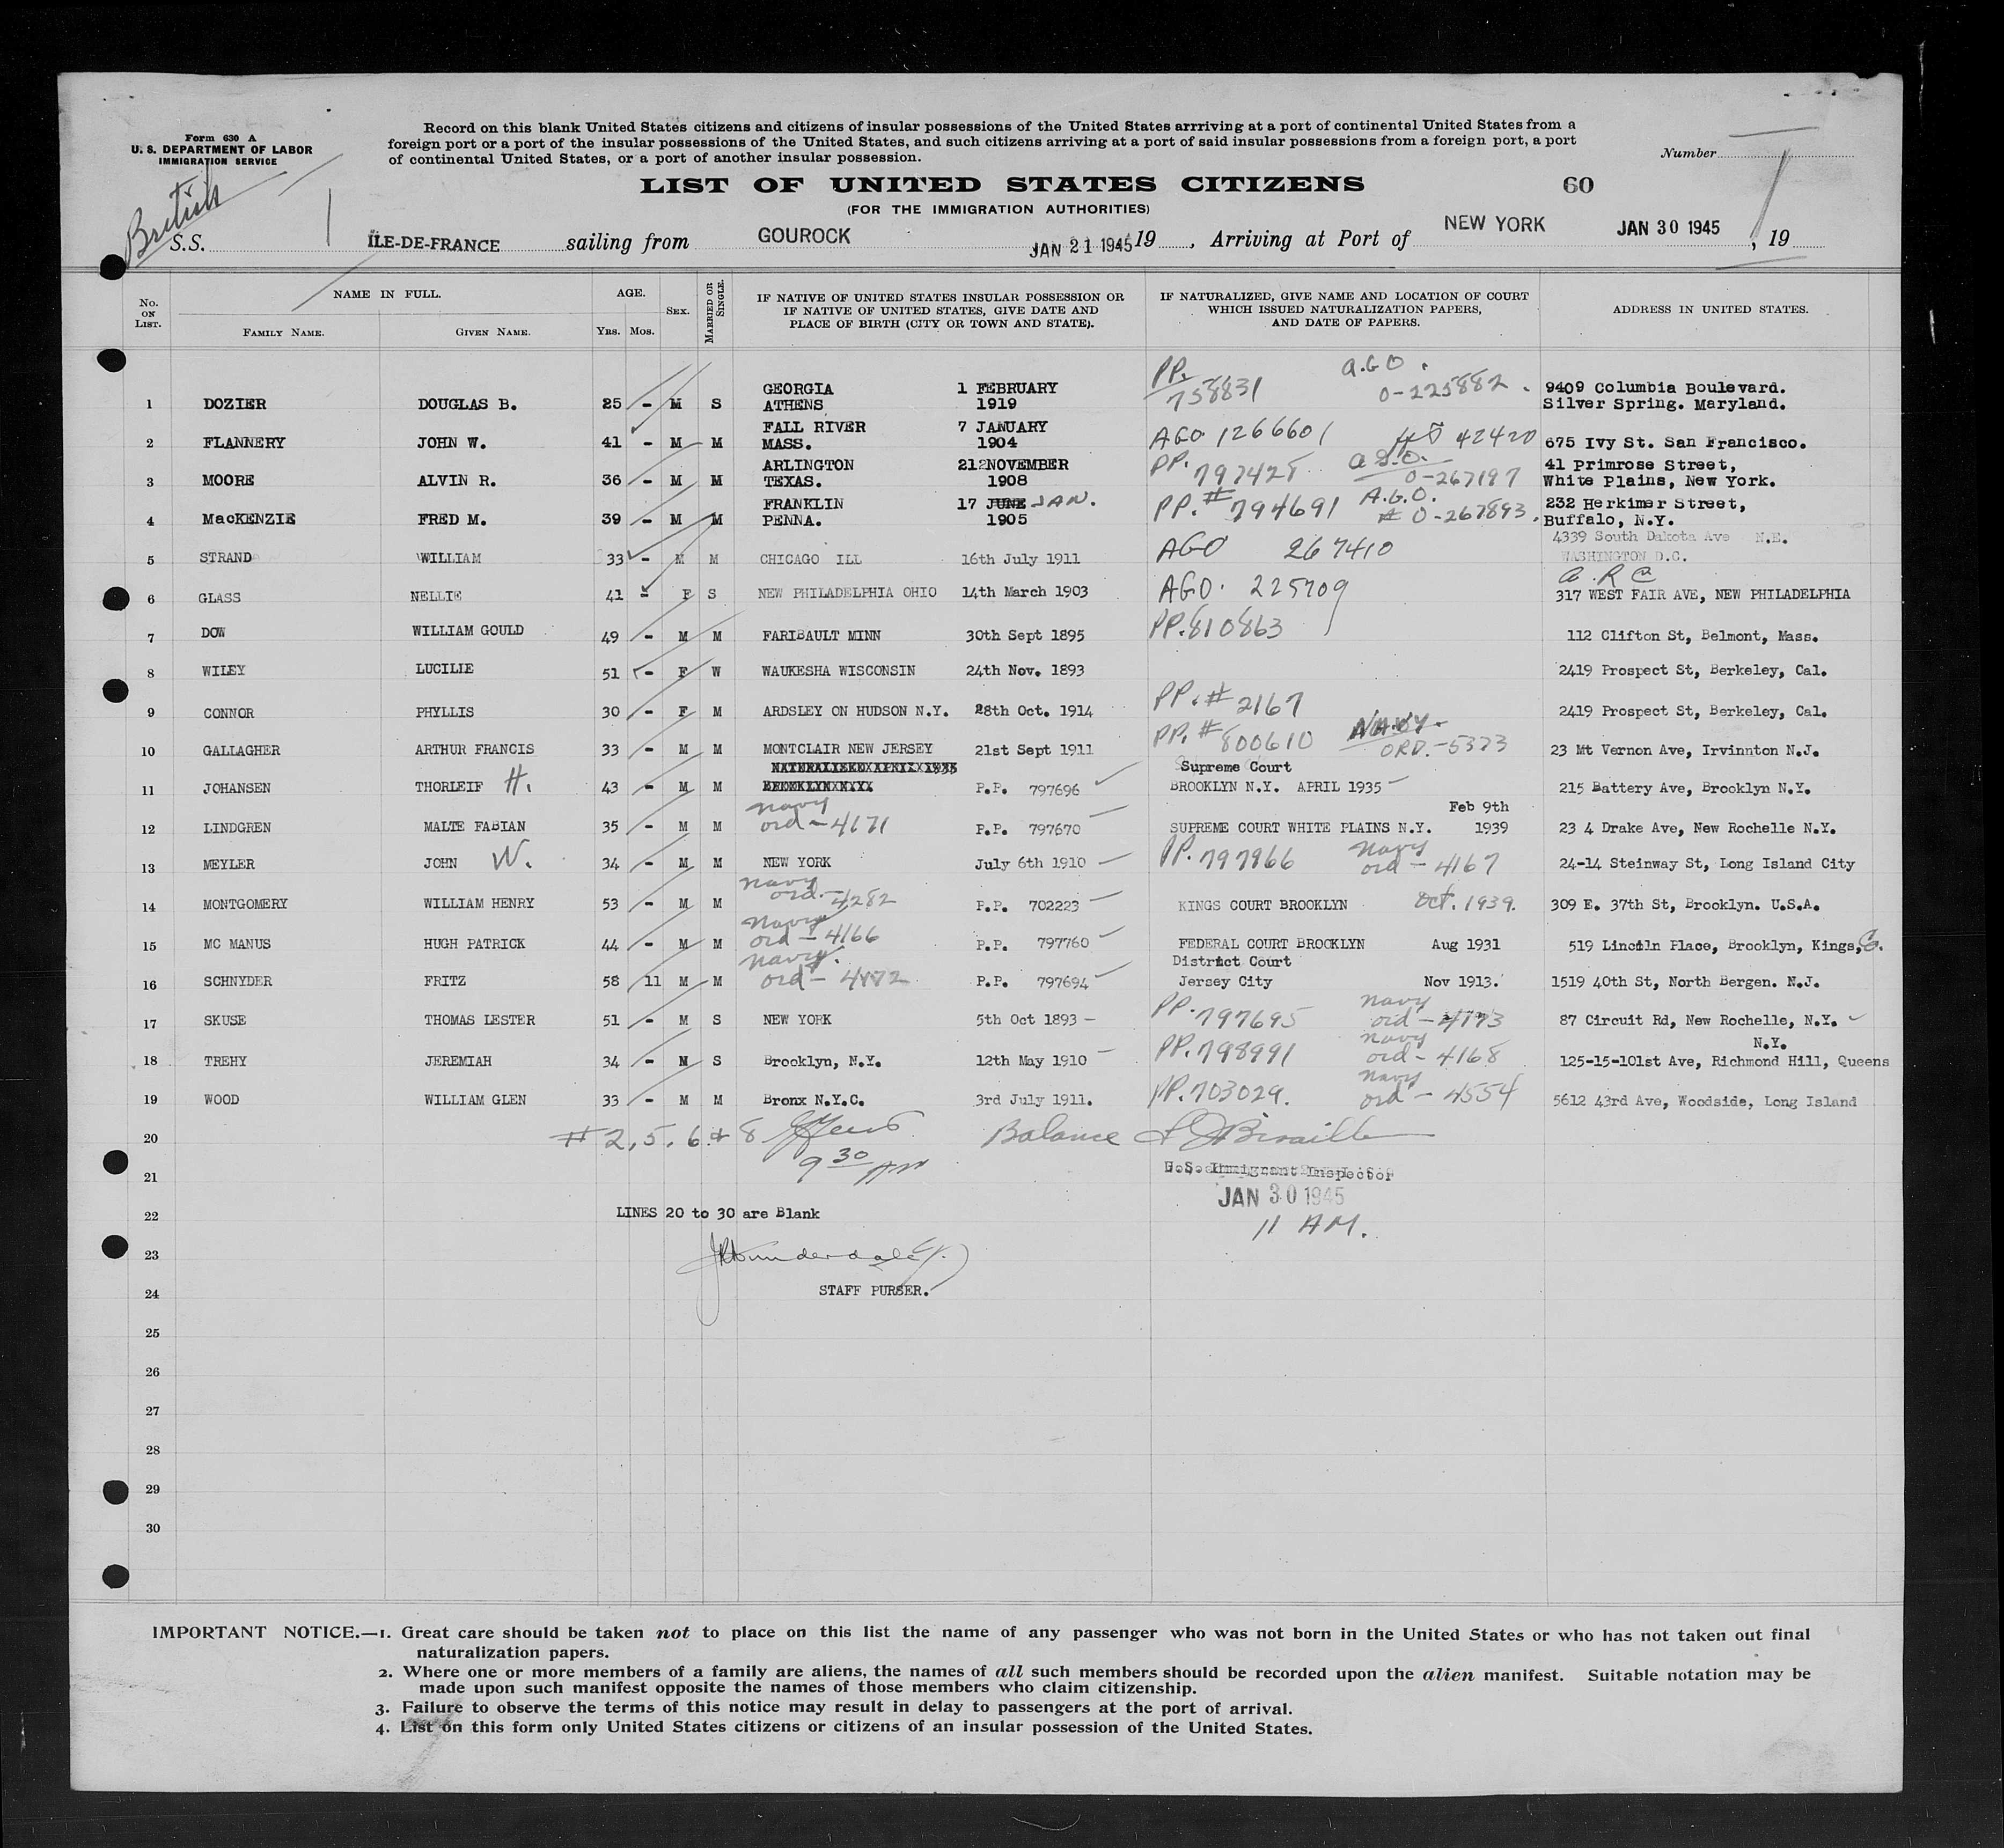 Form 630 A
U. S. DEPARTMENT OF LABOR
IMMIGRATION SERVICE
Record on this blank United States citizens and citizens of insular possessions of the United States arrriving at a port of continental United States from a
foreign port or a port of the insular possessions of the United States, and such citizens arriving at a port of said insular possessions from a foreign port, a port
of continental United States, or a port of another insular possession.
Number
LIST OF UNITED STATES CITIZENS 60
(FOR THE IMMIGRATION AUTHORITIES)
British
S.S. ILE-DE-FRANCE sailing from GOUROCK JAN 21 1945 19 , Arriving at Port of NEW YORK JAN 30 1945 , 19
No. ON LIST. NAME IN FULL. FAMILY NAME. GIVEN NAME. AGE. YRS. MOS. SEX. MARRIED OR SINGLE. IF NATIVE OF UNITED STATES INSULAR POSSESSION OR IF NATIVE OF UNITED STATES, GIVE DATE AND PLACE OF BIRTH (CITY OR TOWN AND STATE). IF NATURALIZED, GIVE NAME AND LOCATION OF COURT WHICH ISSUED NATURALIZATION PAPERS, AND DATE OF PAPERS. ADDRESS IN UNITED STATES.
PP. A.G.O.
GEORGIA 1 FEBRUARY 758831 0-225882. 9409 Columbia Boulevard.
1 DOZIER DOUGLAS B. 25 - M S ATHENS 1919 Silver Spring. Maryland.
FALL RIVER 7 JANUARY
2 FLANNERY JOHN W. 41 - M M MASS. 1904 AGO 1266601 42420 675 Ivy St. San Francisco.
ARLINGTON 212NOVEMBER PP. 797428 A.G.O. 41 Primrose Street,
3 MOORE ALVIN R. 36 - M M TEXAS. 1908 0-267197 White Plains, New York.
FRANKLIN 17 JUNE JAN. PP.# 794691 A.G.O. 232 Herkimer Street,
4 MacKENZIE FRED M. 39 - M M PENNA. 1905 # 0-267893. Buffalo, N.Y.
4339 South Dakota Ave N.E.
5 STRAND WILLIAM 33 - M M CHICAGO ILL 16th July 1911 AGO 267410 WASHINGTON D.C.
A.R.C
6 GLASS NELLIE 41 - F S NEW PHILADELPHIA OHIO 14th March 1903 AGO. 225709 317 WEST FAIR AVE, NEW PHILADELPHIA
7 DOW WILLIAM GOULD 49 - M M FARIBAULT MINN 30th Sept 1895 PP.810863 112 Clifton St, Belmont, Mass.
8 WILEY LUCILIE 51 - F W WAUKESHA WISCONSIN 24th Nov. 1893 2419 Prospect St, Berkeley, Cal.
9 CONNOR PHYLLIS 30 - F M ARDSLEY ON HUDSON N.Y. 28th Oct. 1914 PP.# 2167 2419 Prospect St, Berkeley, Cal.
10 GALLAGHER ARTHUR FRANCIS 33 - M M MONTCLAIR NEW JERSEY 21st Sept 1911 PP.# 800610 NAVY ORD.-5373 23 Mt Vernon Ave, Irvinnton N.J.
NATURALISED APRIL 1935 Supreme Court
11 JOHANSEN THORLEIF H. 43 - M M BROOKLYN N.Y. P.P. 797696 BROOKLYN N.Y. APRIL 1935 215 Battery Ave, Brooklyn N.Y.
navy Feb 9th
12 LINDGREN MALTE FABIAN 35 - M M ord - 4171 P.P. 797670 SUPREME COURT WHITE PLAINS N.Y. 1939 23 4 Drake Ave, New Rochelle N.Y.
13 MEYLER JOHN W. 34 - M M NEW YORK July 6th 1910 PP. 797966 navy ord - 4167 24-14 Steinway St, Long Island City
navy
14 MONTGOMERY WILLIAM HENRY 53 - M M ord.- 4282 P.P. 702223 KINGS COURT BROOKLYN Oct. 1939. 309 E. 37th St, Brooklyn. U.S.A.
navy
15 MC MANUS HUGH PATRICK 44 - M M ord - 4166 P.P. 797760 FEDERAL COURT BROOKLYN Aug 1931 519 Lincoln Place, Brooklyn, Kings, Co.
navy. District Court
16 SCHNYDER FRITZ 58 11 M M ord - 4172 P.P. 797694 Jersey City Nov 1913. 1519 40th St, North Bergen. N.J.
17 SKUSE THOMAS LESTER 51 - M S NEW YORK 5th Oct 1893 - PP. 797695 navy ord - 4173 87 Circuit Rd, New Rochelle, N.Y.
N.Y.
18 TREHY JEREMIAH 34 - M S Brooklyn, N.Y. 12th May 1910 PP.798991 navy ord - 4168 125-15-101st Ave, Richmond Hill, Queens
19 WOOD WILLIAM GLEN 33 - M M Bronx N.Y.C. 3rd July 1911. PP.703029. navy ord - 4554 5612 43rd Ave, Woodside, Long Island
20 # 2, 5, 6 & 8 Balance
9 30 AM
21 U.S. Immigrant Inspector
JAN 30 1945
22 LINES 20 to 30 are Blank 11 AM.
23
24 STAFF PURSER.
25
26
27
28
29
30
IMPORTANT NOTICE.—1. Great care should be taken not to place on this list the name of any passenger who was not born in the United States or who has not taken out final
naturalization papers.
2. Where one or more members of a family are aliens, the names of all such members should be recorded upon the alien manifest. Suitable notation may be
made upon such manifest opposite the names of those members who claim citizenship.
3. Failure to observe the terms of this notice may result in delay to passengers at the port of arrival.
4. List on this form only United States citizens or citizens of an insular possession of the United States.